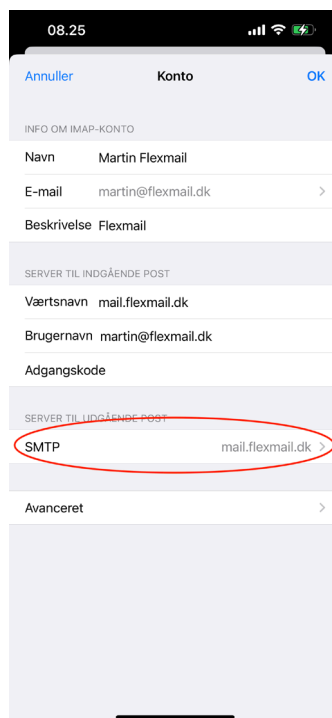 08.25
Annuller Konto OK
INFO OM IMAP-KONTO
Navn Martin Flexmail
E-mail martin@flexmail.dk
Beskrivelse Flexmail
SERVER TIL INDGÅENDE POST
Værtsnavn mail.flexmail.dk
Brugernavn martin@flexmail.dk
Adgangskode
SERVER TIL UDGÅENDE POST
SMTP mail.flexmail.dk
Avanceret